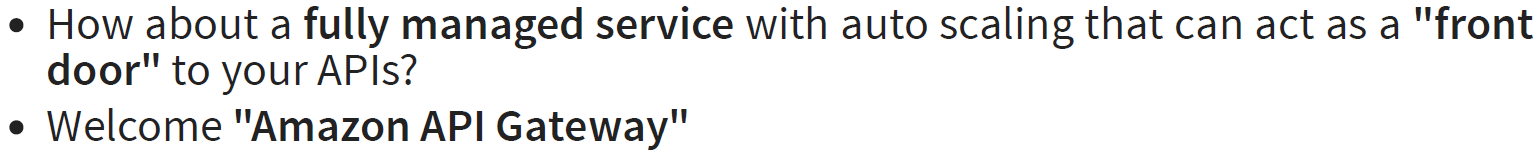 • How about a fully managed service with auto scaling that can act as a "front
door" to your APIs?
• Welcome "Amazon API Gateway"